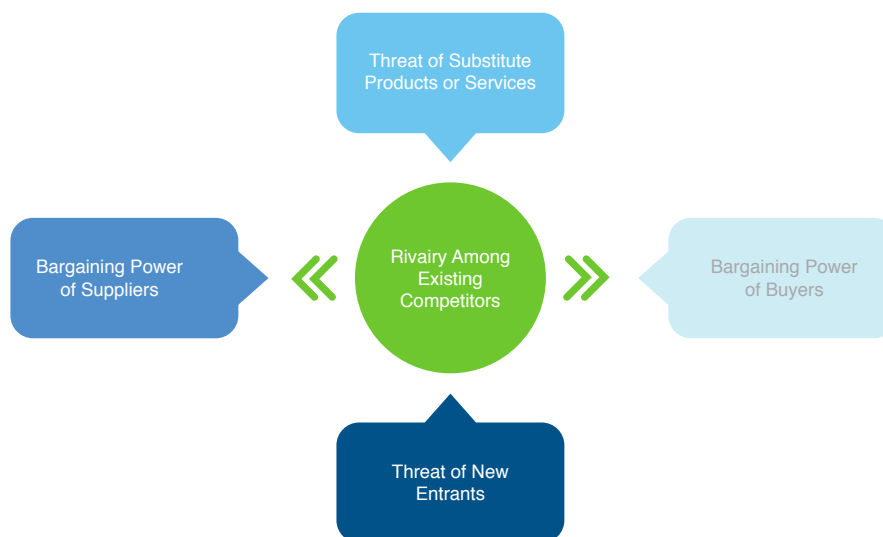 Threat of Substitute
Products or Services
Bargaining Power
of Suppliers
Rivairy Among
Existing
Competitors
Bargaining Power
of Buyers
Threat of New
Entrants